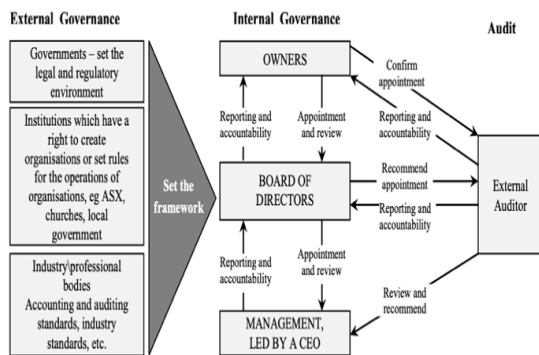 External Governance
Governments – set the
legal and regulatory
environment
Institutions which have a
right to create
organisations or set rules
for the operations of
organisations, eg ASX,
churches, local
government
Industry\professional
bodies
Accounting and auditing
standards, industry
standards, etc.
Set the
framework
Internal Governance
OWNERS
Reporting and
accountability
Appointment
and review
BOARD OF
DIRECTORS
Reporting and
accountability
Appointment
and review
MANAGEMENT,
LED BY A CEO
Audit
Confirm
appointment
Reporting and
accountability
Recommend
appointment
Reporting and
accountability
Review and
recommend
External
Auditor